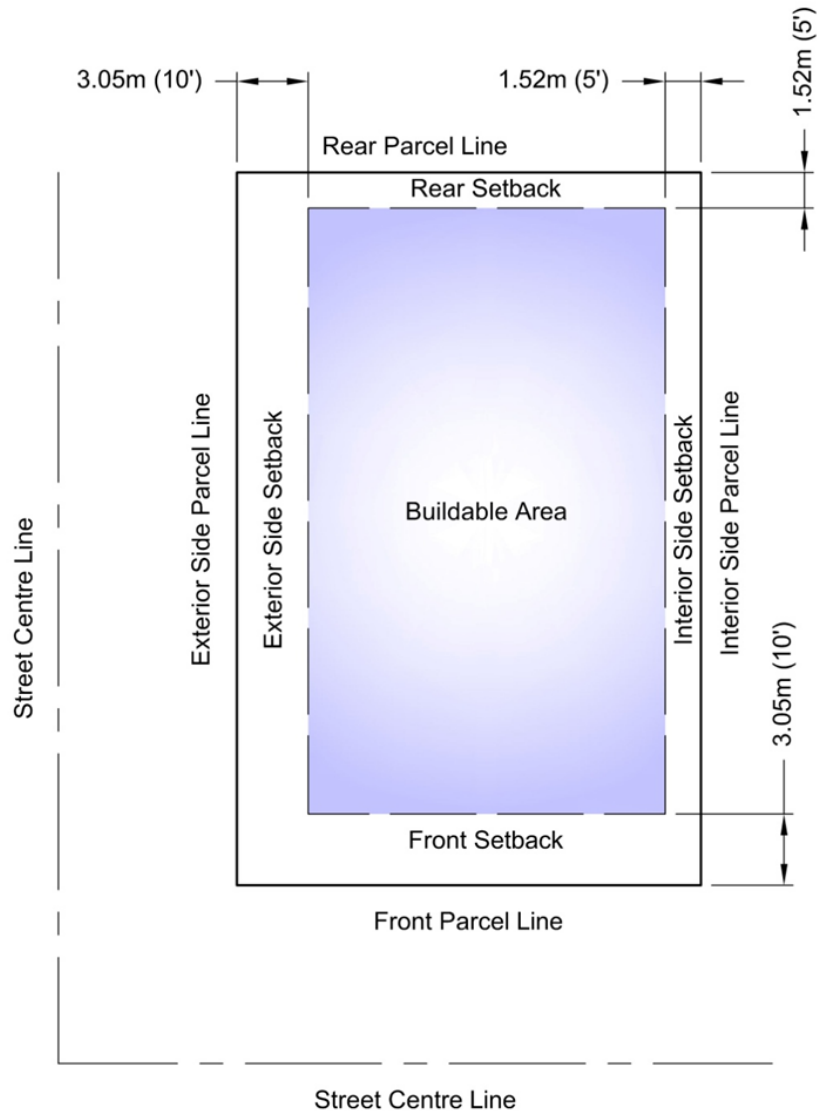 3.05m (10')
1.52m (5')
1.52m (5')
Rear Parcel Line
Rear Setback
Street Centre Line
Exterior Side Parcel Line
Exterior Side Setback
Buildable Area
Interior Side Setback
Interior Side Parcel Line
3.05m (10')
Front Setback
Front Parcel Line
Street Centre Line